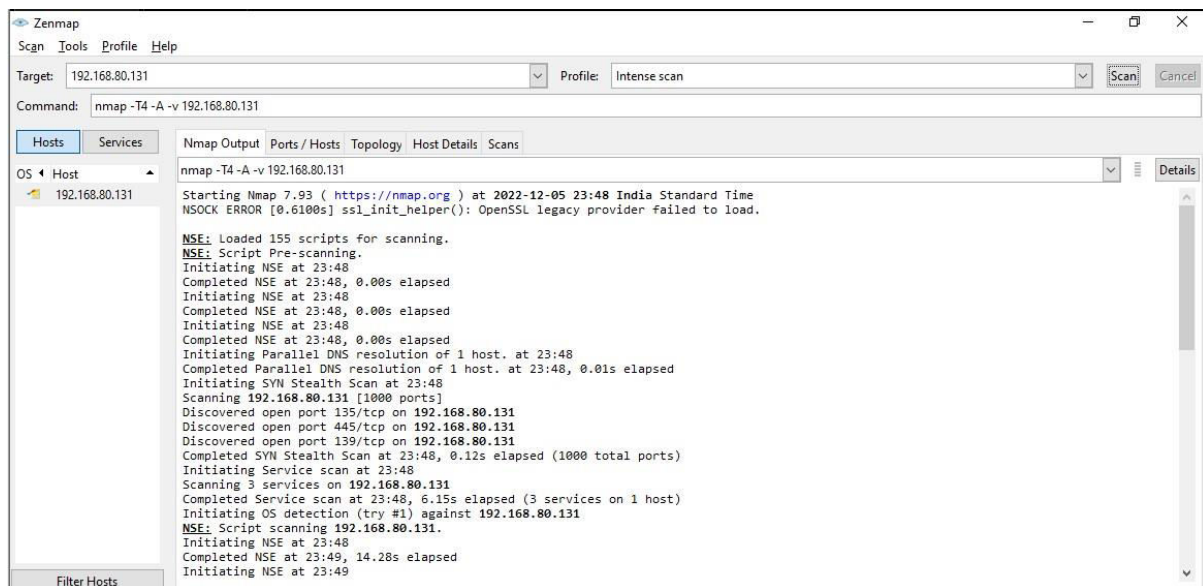 Zenmap
Scan Tools Profile Help
Target: 192.168.80.131 Profile: Intense scan Scan Cancel
Command: nmap -T4 -A -v 192.168.80.131
Hosts Services Nmap Output Ports / Hosts Topology Host Details Scans
OS Host nmap -T4 -A -v 192.168.80.131 Details
192.168.80.131
Starting Nmap 7.93 ( https://nmap.org ) at 2022-12-05 23:48 India Standard Time
NSOCK ERROR [0.6100s] ssl_init_helper(): OpenSSL legacy provider failed to load.
NSE: Loaded 155 scripts for scanning.
NSE: Script Pre-scanning.
Initiating NSE at 23:48
Completed NSE at 23:48, 0.00s elapsed
Initiating NSE at 23:48
Completed NSE at 23:48, 0.00s elapsed
Initiating NSE at 23:48
Completed NSE at 23:48, 0.00s elapsed
Initiating Parallel DNS resolution of 1 host. at 23:48
Completed Parallel DNS resolution of 1 host. at 23:48, 0.01s elapsed
Initiating SYN Stealth Scan at 23:48
Scanning 192.168.80.131 [1000 ports]
Discovered open port 135/tcp on 192.168.80.131
Discovered open port 445/tcp on 192.168.80.131
Discovered open port 139/tcp on 192.168.80.131
Completed SYN Stealth Scan at 23:48, 0.12s elapsed (1000 total ports)
Initiating Service scan at 23:48
Scanning 3 services on 192.168.80.131
Completed Service scan at 23:48, 6.15s elapsed (3 services on 1 host)
Initiating OS detection (try #1) against 192.168.80.131
NSE: Script scanning 192.168.80.131.
Initiating NSE at 23:48
Completed NSE at 23:49, 14.28s elapsed
Initiating NSE at 23:49
Filter Hosts